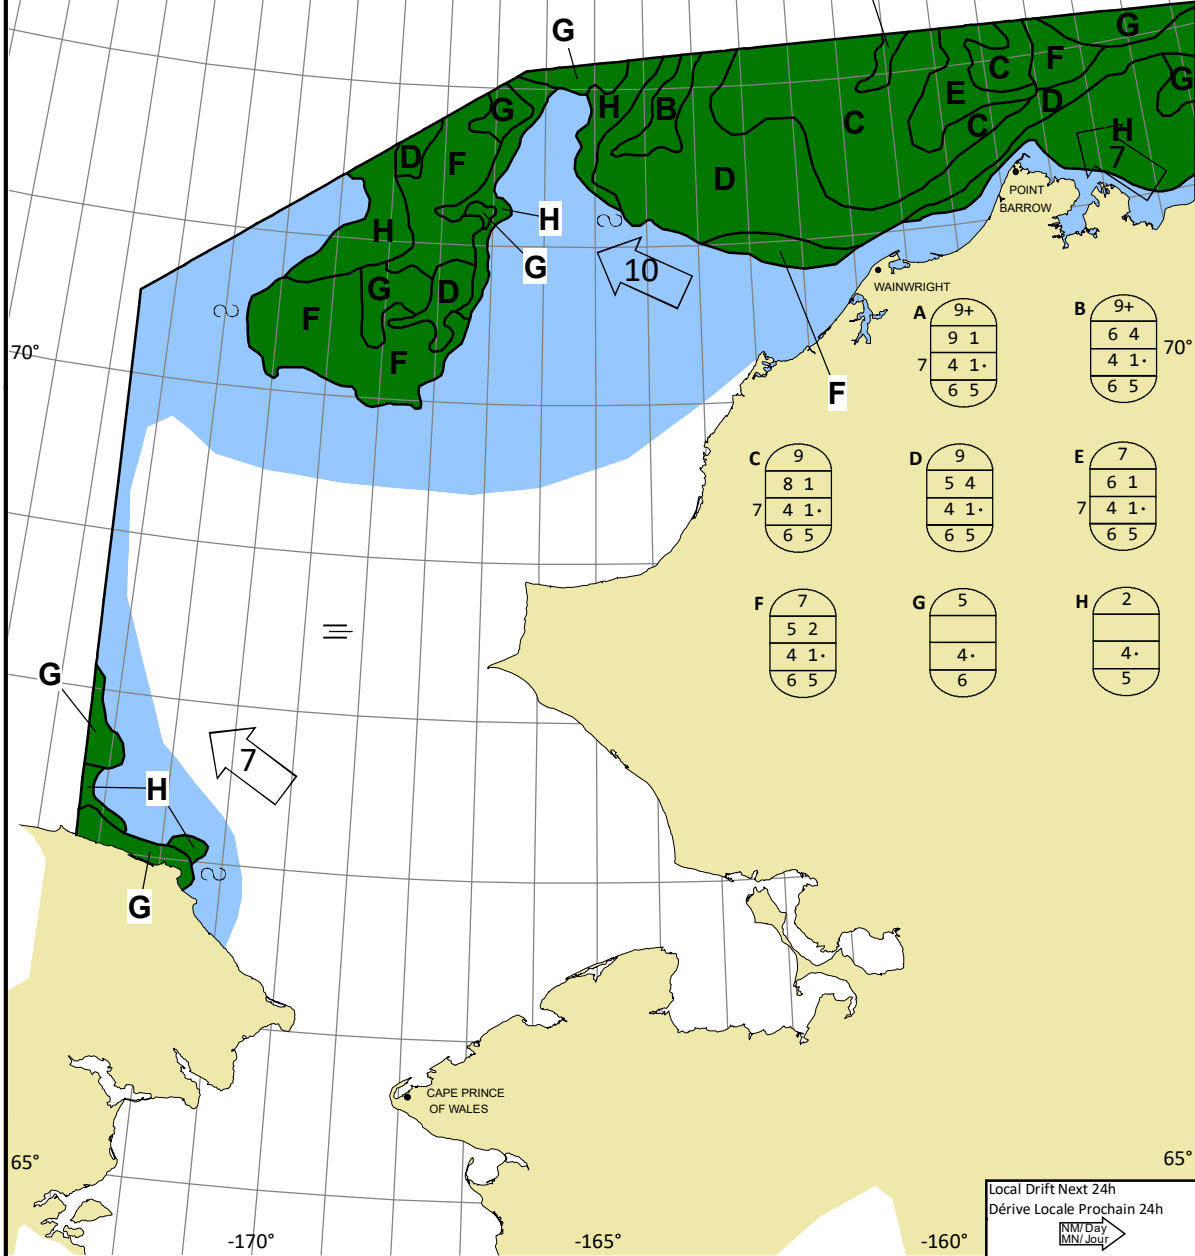 G
G
G
F
C
E
D
G
H
B
C
C
H
7
D
F
D
POINT
BARROW
H
H
G
10
WAINWRIGHT
G
D
F
F
F
70°
70°
A
9+
9 1
7 4 1·
6 5
B
9+
6 4
4 1·
6 5
C
9
8 1
7 4 1·
6 5
D
9
5 4
4 1·
6 5
E
7
6 1
7 4 1·
6 5
F
7
5 2
4 1·
6 5
G
5
4·
6
H
2
4·
5
G
7
H
G
CAPE PRINCE
OF WALES
65°
65°
-170°
-165°
-160°
Local Drift Next 24h
Dérive Locale Prochain 24h
NM/Day
MN/Jour